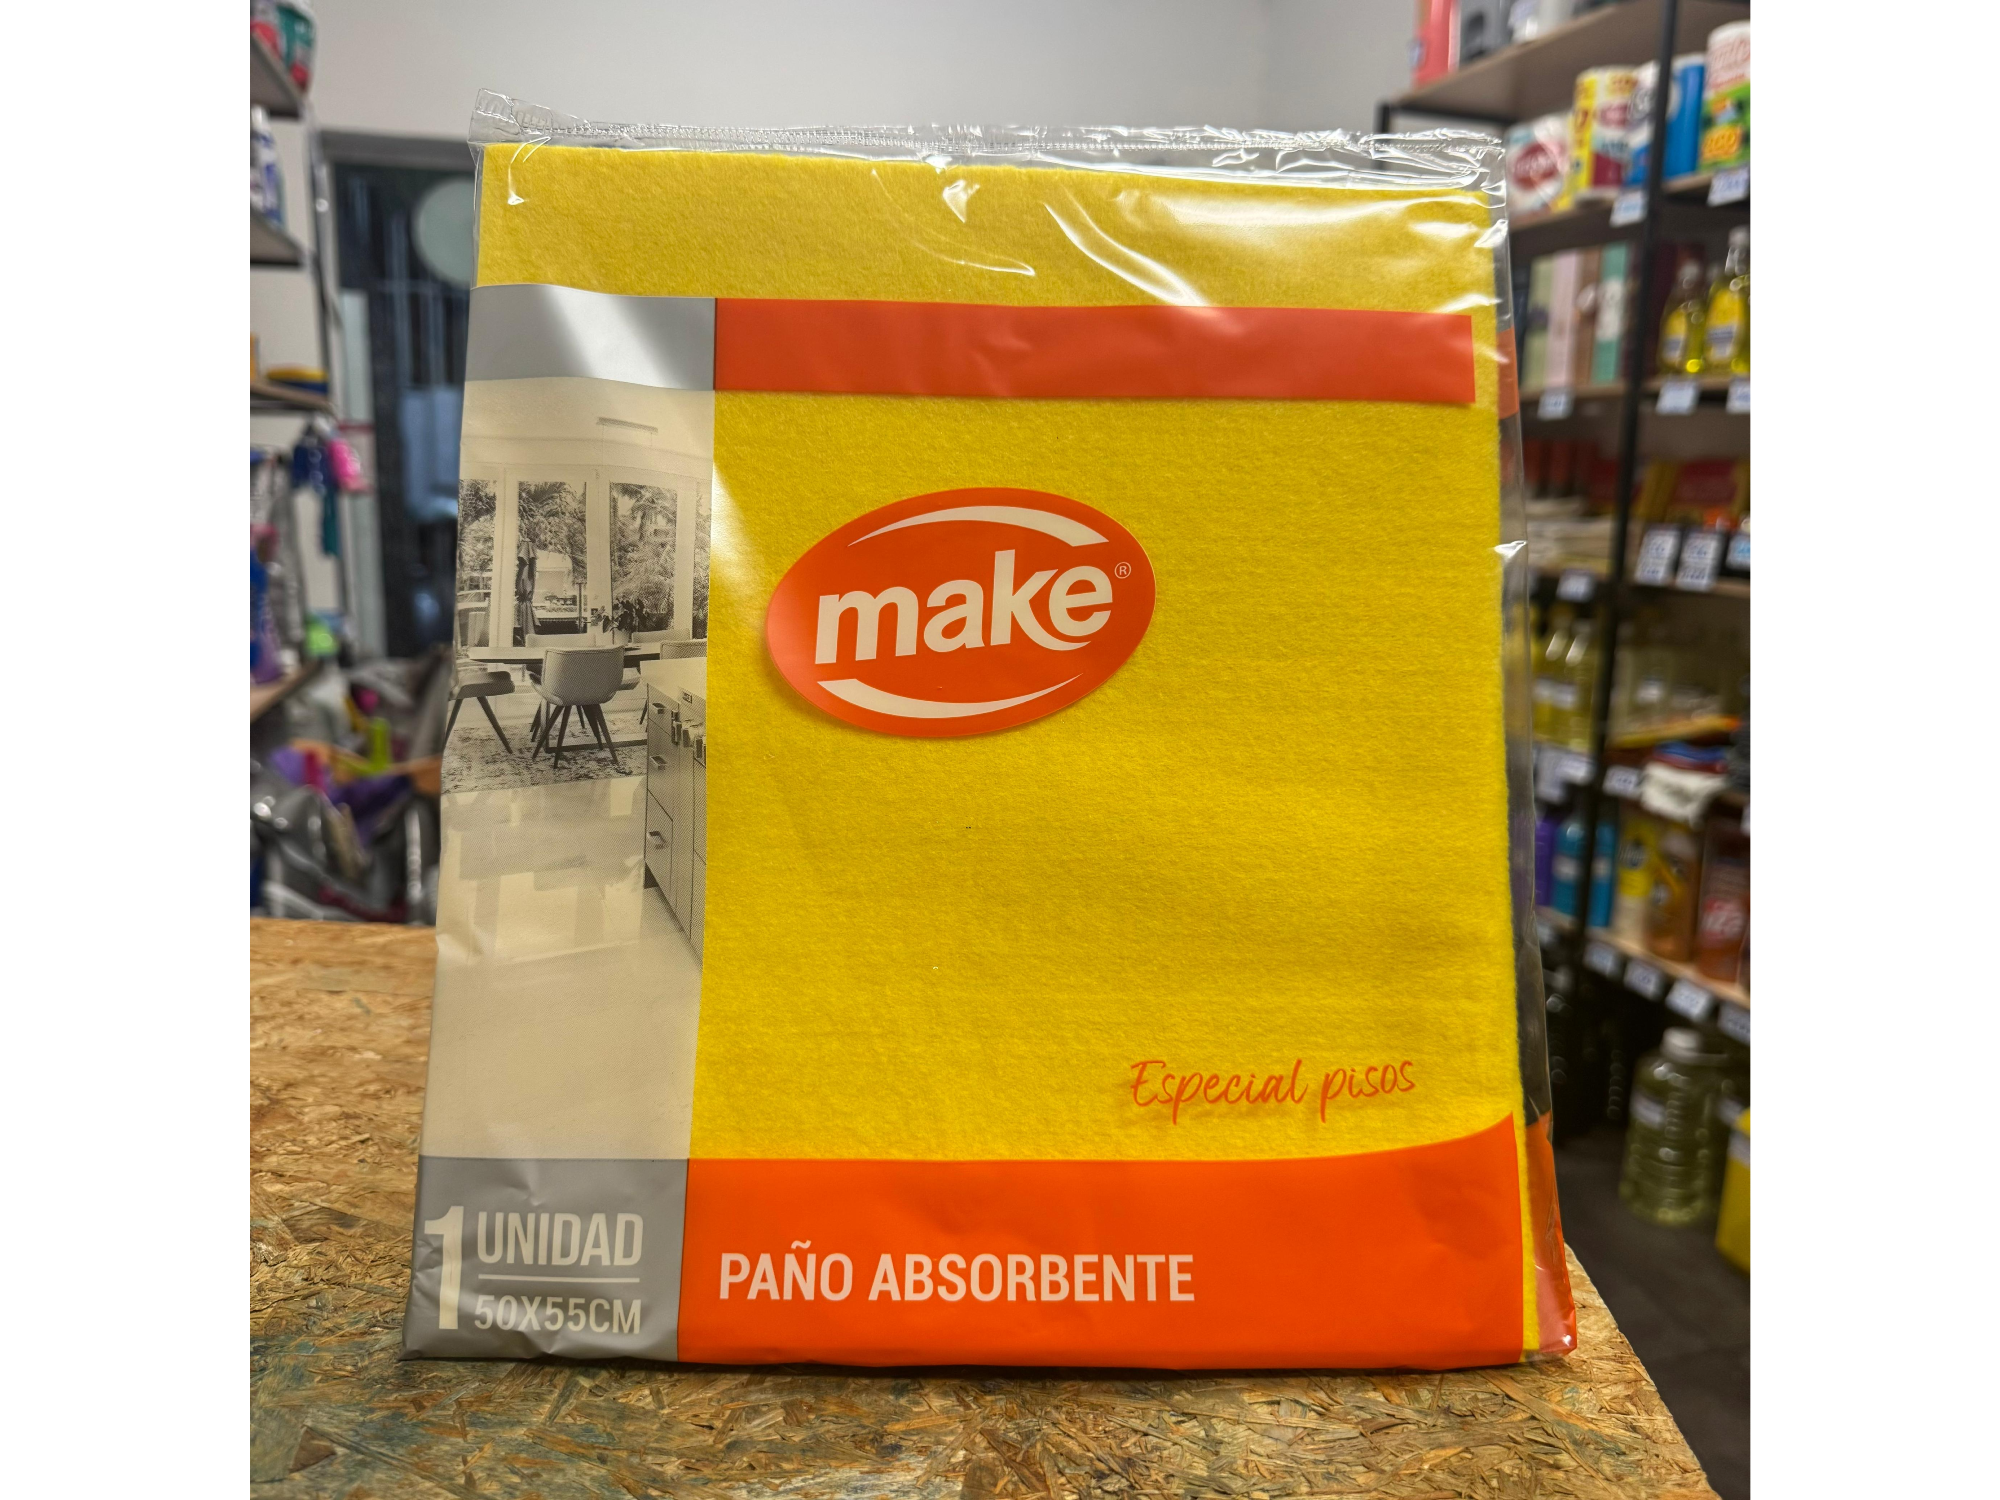 make®
Especial pisos
1 UNIDAD
50X55CM
PAÑO ABSORBENTE